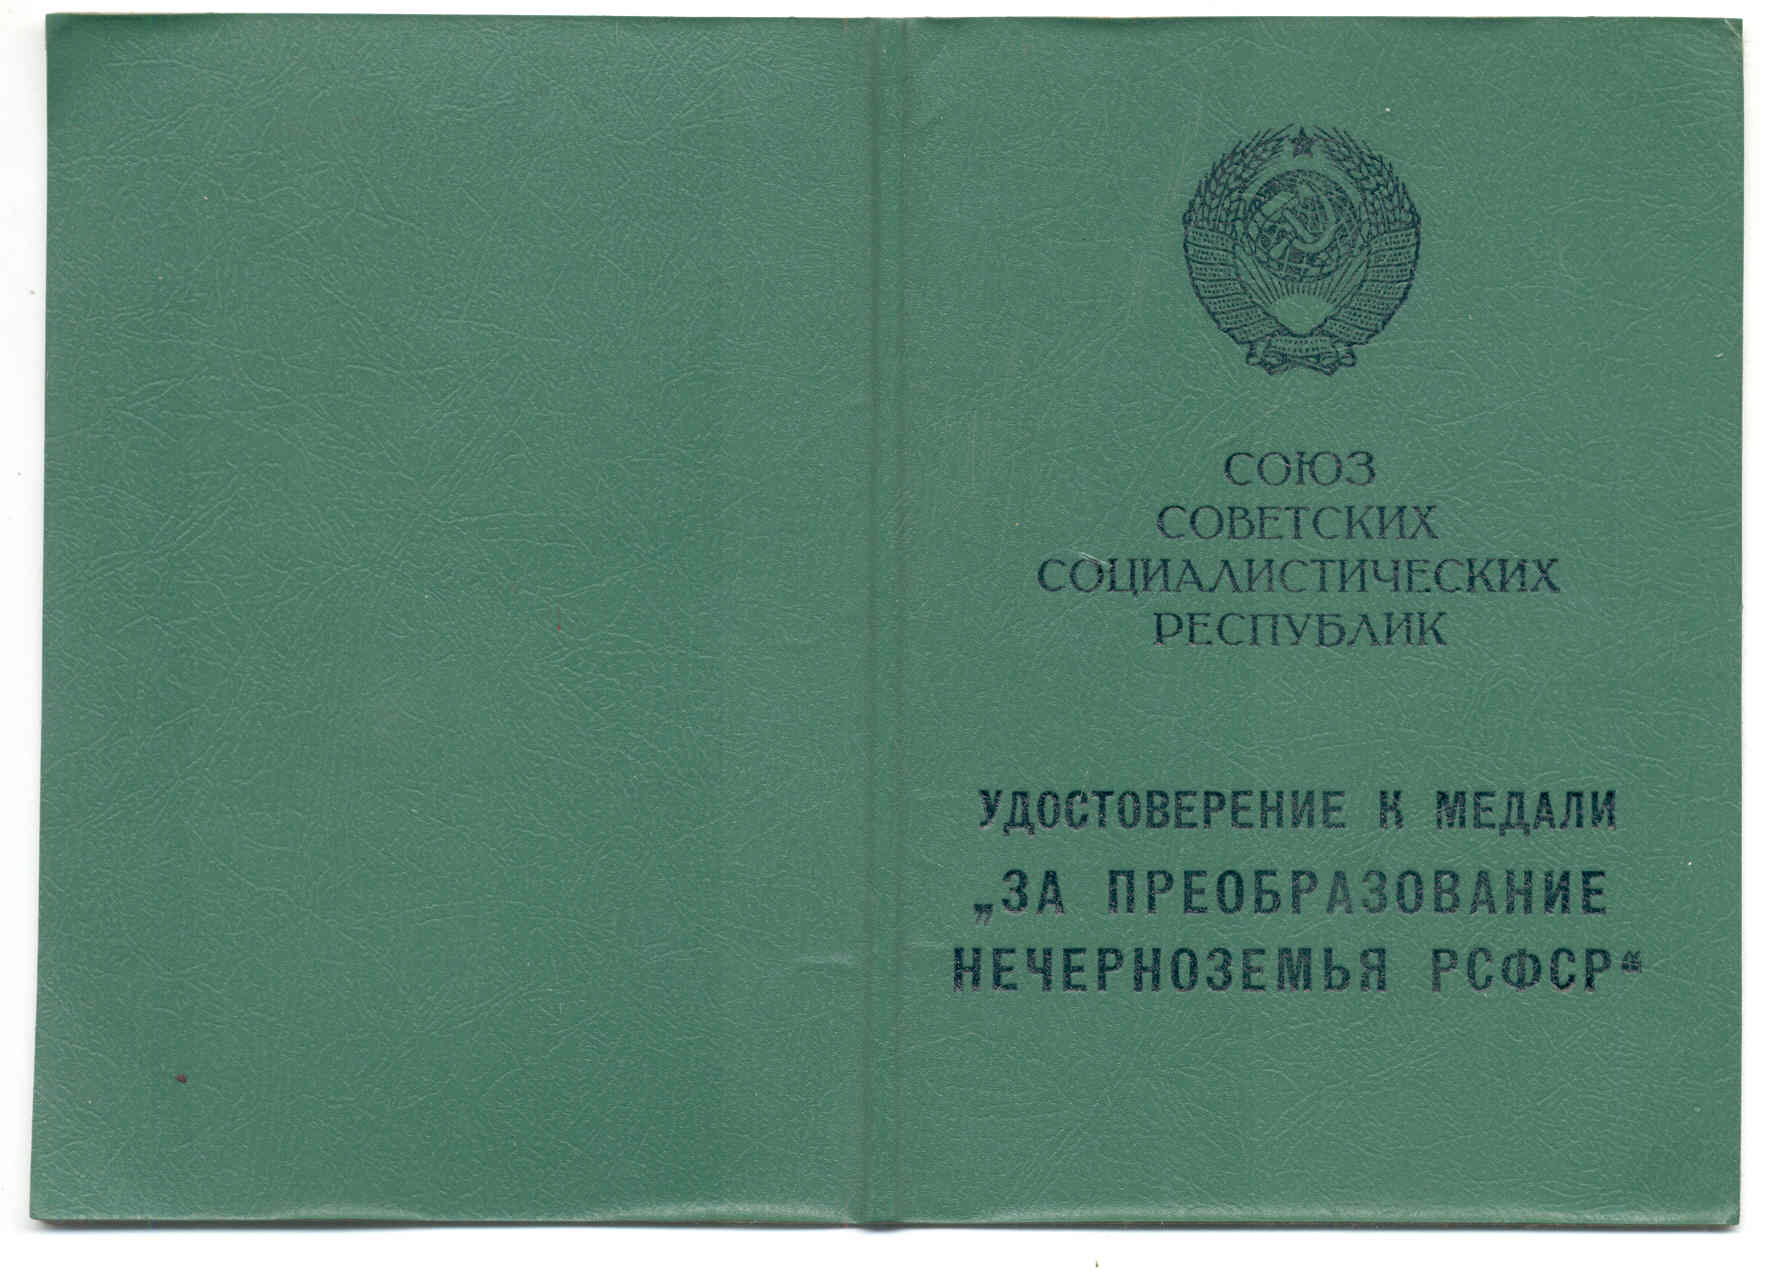 СОЮЗ
СОВЕТСКИХ
СОЦИАЛИСТИЧЕСКИХ
РЕСПУБЛИК
УДОСТОВЕРЕНИЕ К МЕДАЛИ
„ЗА ПРЕОБРАЗОВАНИЕ
НЕЧЕРНОЗЕМЬЯ РСФСР“